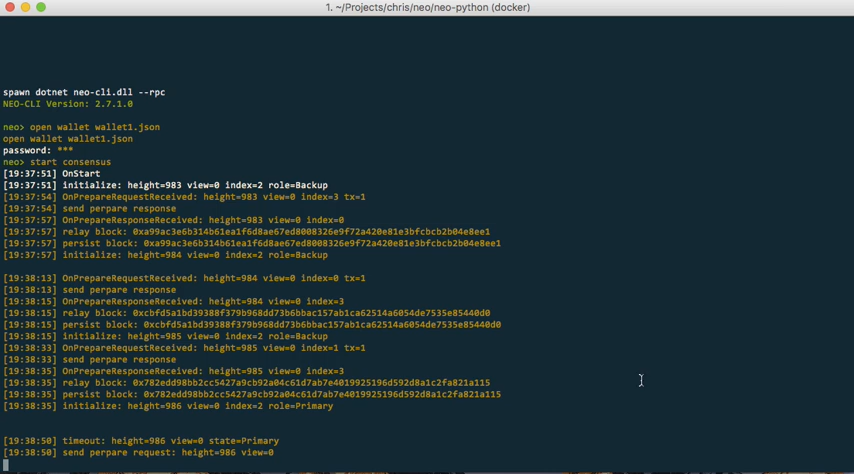 1. ~/Projects/chris/neo/neo-python (docker)
spawn dotnet neo-cli.dll --rpc
NEO-CLI Version: 2.7.1.0
neo> open wallet wallet1.json
open wallet wallet1.json
password: ***
neo> start consensus
[19:37:51] OnStart
[19:37:51] initialize: height=983 view=0 index=2 role=Backup
[19:37:54] OnPrepareRequestReceived: height=983 view=0 index=3 tx=1
[19:37:54] send perpare response
[19:37:57] OnPrepareResponseReceived: height=983 view=0 index=0
[19:37:57] relay block: 0xa99ac3e6b314b61ea1f6d8ae67ed8008326e9f72a420e81e3bfcbcb2b04e8ee1
[19:37:57] persist block: 0xa99ac3e6b314b61ea1f6d8ae67ed8008326e9f72a420e81e3bfcbcb2b04e8ee1
[19:37:57] initialize: height=984 view=0 index=2 role=Backup
[19:38:13] OnPrepareRequestReceived: height=984 view=0 index=0 tx=1
[19:38:13] send perpare response
[19:38:15] OnPrepareResponseReceived: height=984 view=0 index=3
[19:38:15] relay block: 0xcbfd5a1bd39388f379b968dd73b6bbac157ab1ca62514a6054de7535e85440d0
[19:38:15] persist block: 0xcbfd5a1bd39388f379b968dd73b6bbac157ab1ca62514a6054de7535e85440d0
[19:38:15] initialize: height=985 view=0 index=2 role=Backup
[19:38:33] OnPrepareRequestReceived: height=985 view=0 index=1 tx=1
[19:38:33] send perpare response
[19:38:35] OnPrepareResponseReceived: height=985 view=0 index=3
[19:38:35] relay block: 0x782edd98bb2cc5427a9cb92a04c61d7ab7e4019925196d592d8a1c2fa821a115
[19:38:35] persist block: 0x782edd98bb2cc5427a9cb92a04c61d7ab7e4019925196d592d8a1c2fa821a115
[19:38:35] initialize: height=986 view=0 index=2 role=Primary
[19:38:50] timeout: height=986 view=0 state=Primary
[19:38:50] send perpare request: height=986 view=0